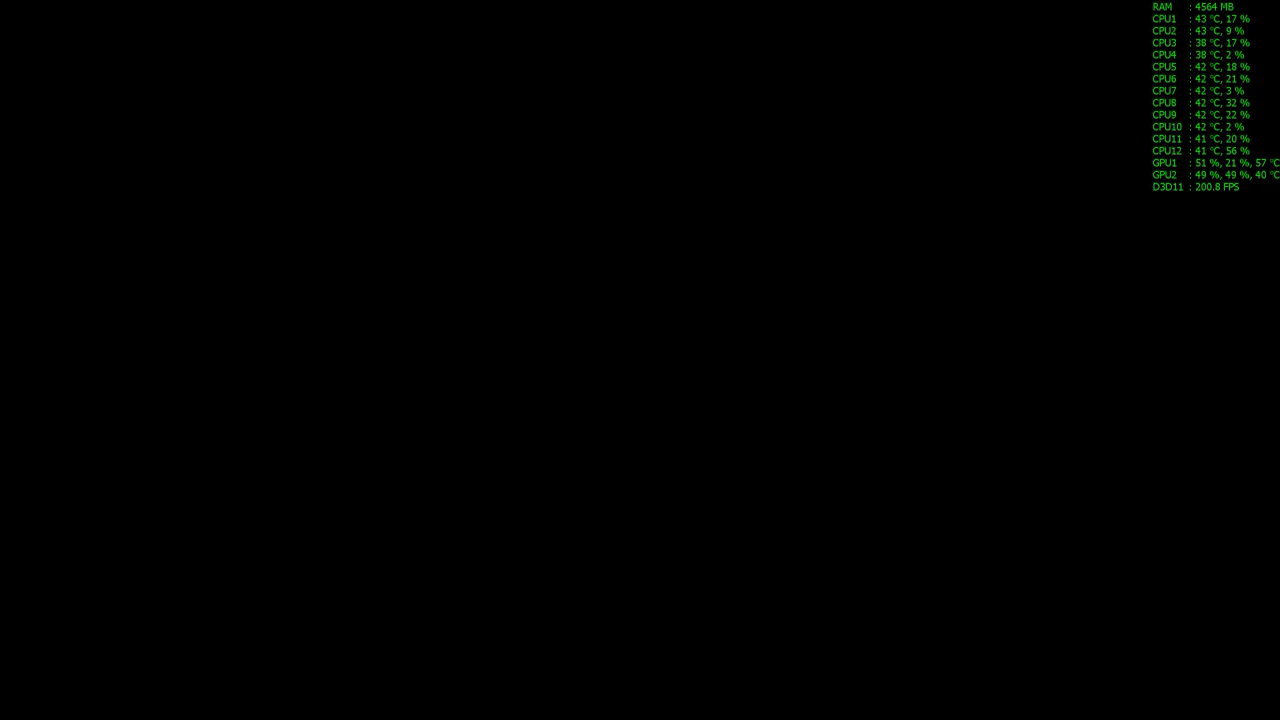 RAM : 4564 MB
CPU1 : 43 °C, 17 %
CPU2 : 43 °C, 9 %
CPU3 : 38 °C, 17 %
CPU4 : 38 °C, 2 %
CPU5 : 42 °C, 18 %
CPU6 : 42 °C, 21 %
CPU7 : 42 °C, 3 %
CPU8 : 42 °C, 32 %
CPU9 : 42 °C, 22 %
CPU10 : 42 °C, 2 %
CPU11 : 41 °C, 20 %
CPU12 : 41 °C, 56 %
GPU1 : 51 %, 21 %, 57 °C
GPU2 : 49 %, 49 %, 40 °C
D3D11 : 200.8 FPS